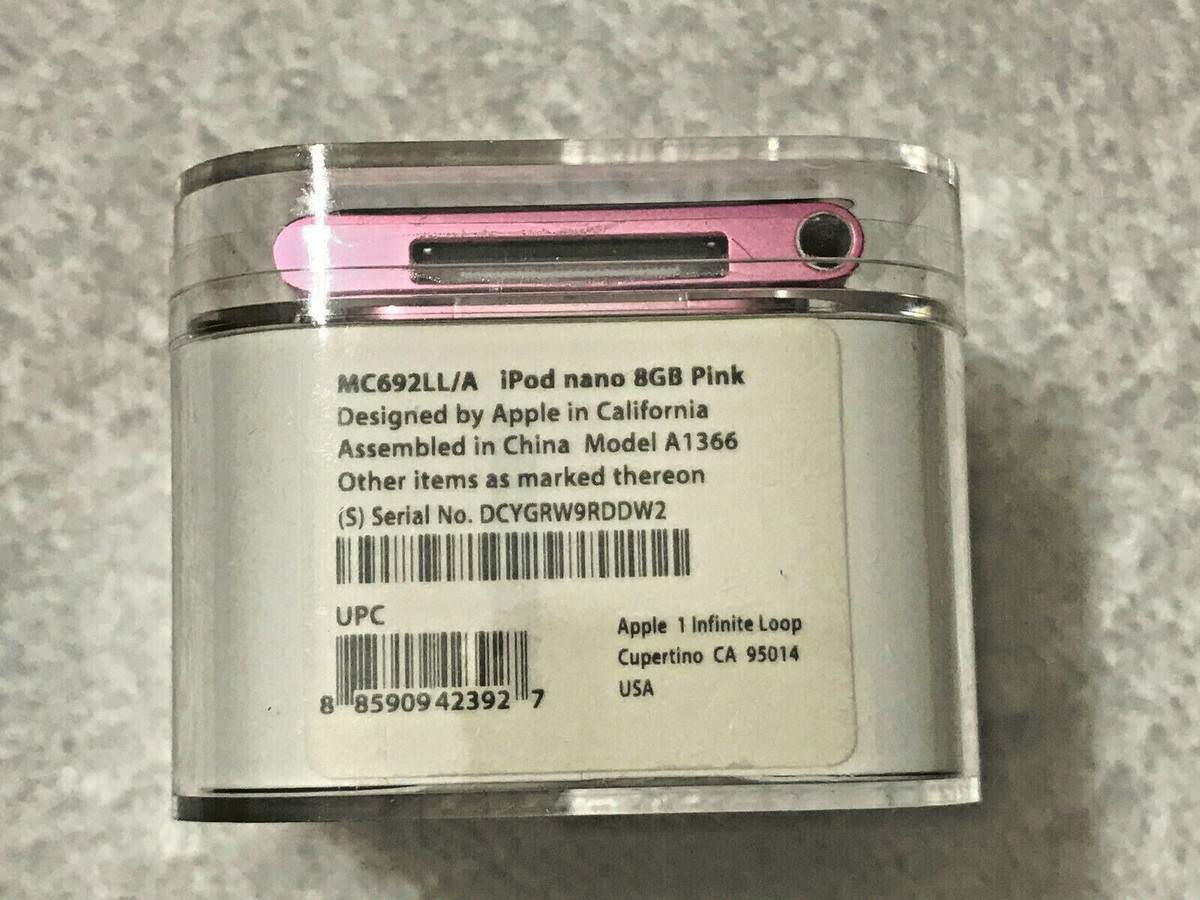 MC692LL/A iPod nano 8GB Pink
Designed by Apple in California
Assembled in China Model A1366
Other items as marked thereon
(S) Serial No. DCYGRW9RDDW2
UPC
8 85909 42392 7
Apple 1 Infinite Loop
Cupertino CA 95014
USA